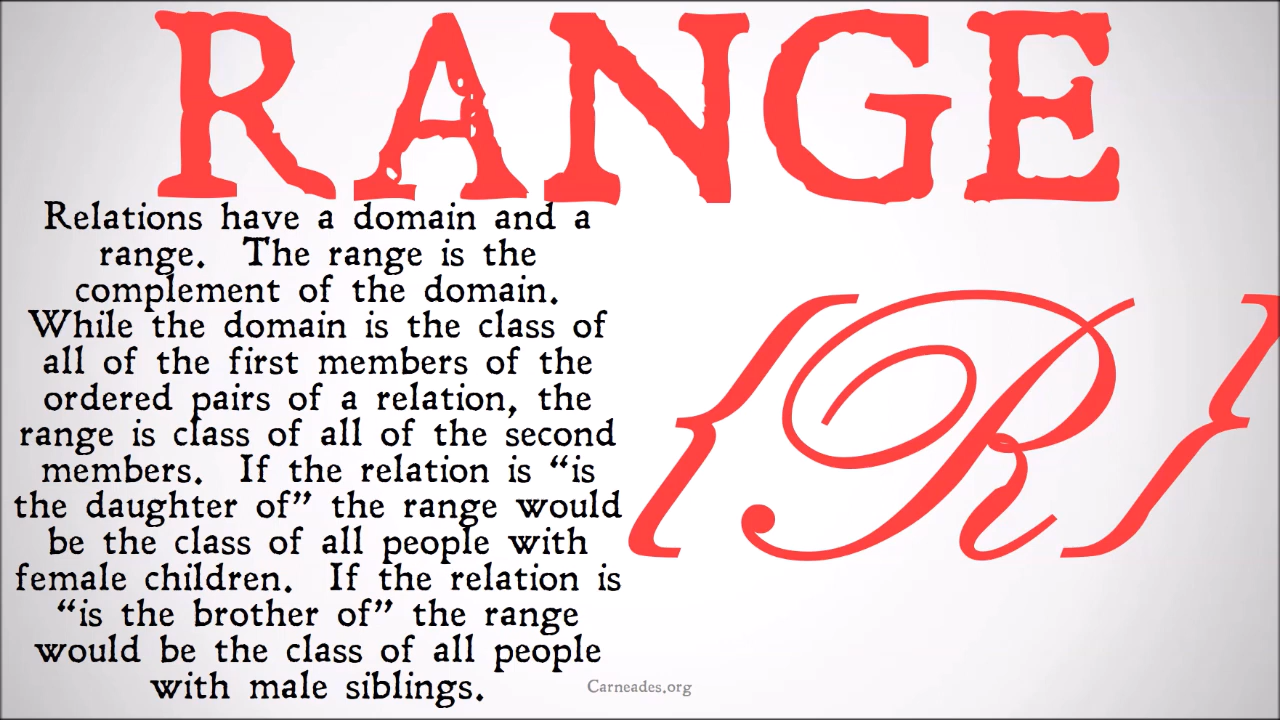 RANGE
Relations have a domain and a
range. The range is the
complement of the domain.
While the domain is the class of
all of the first members of the
ordered pairs of a relation, the
range is class of all of the second
members. If the relation is “is
the daughter of” the range would
be the class of all people with
female children. If the relation is
“is the brother of” the range
would be the class of all people
with male siblings.
{R}
Carneades.org